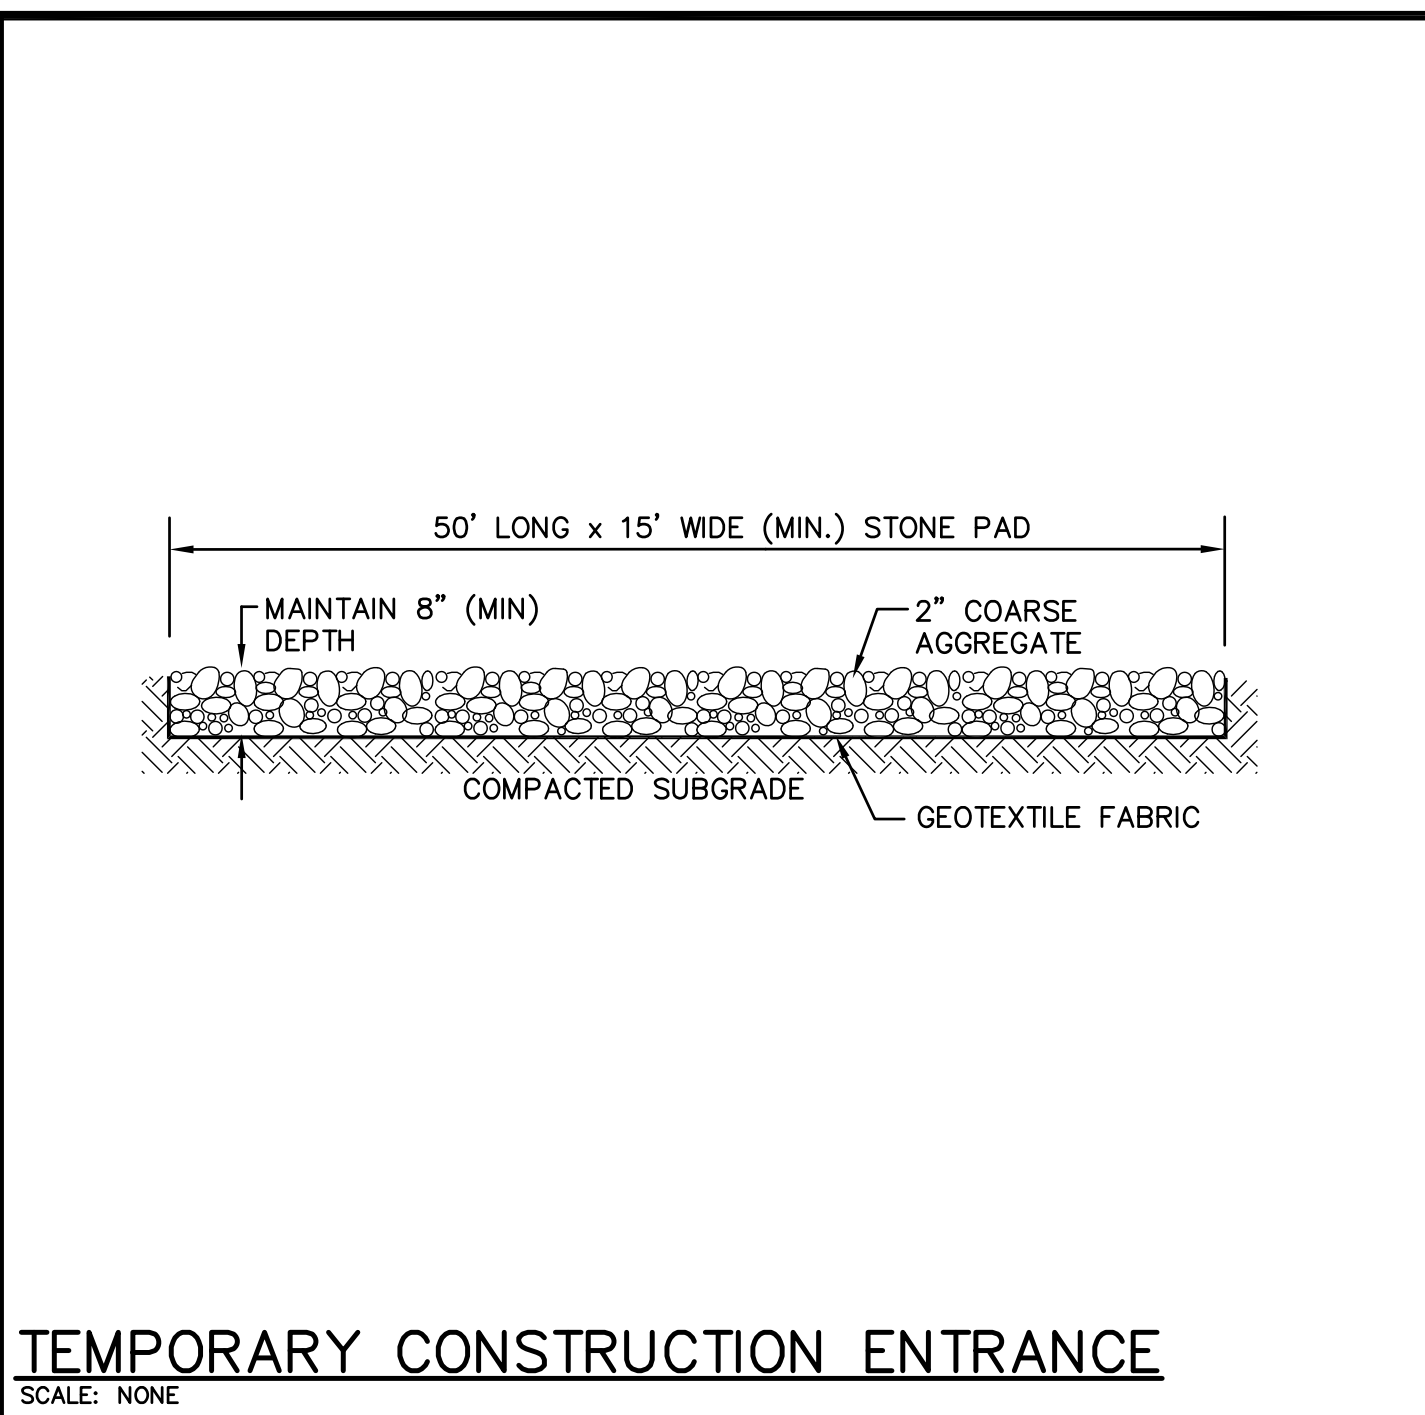 50' LONG x 15' WIDE (MIN.) STONE PAD
MAINTAIN 8" (MIN)
DEPTH
2" COARSE
AGGREGATE
COMPACTED SUBGRADE
GEOTEXTILE FABRIC
TEMPORARY CONSTRUCTION ENTRANCE
SCALE: NONE